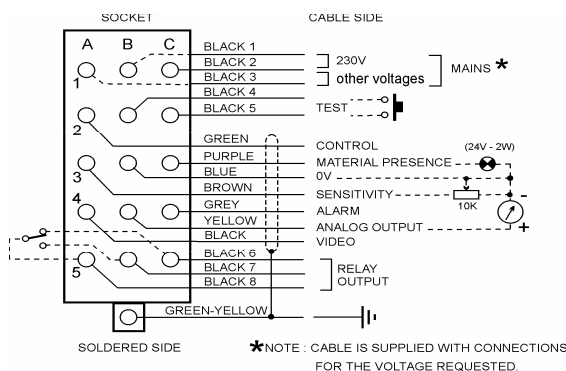 SOCKET
CABLE SIDE
A B C
BLACK 1
BLACK 2
230V
BLACK 3
other voltages
MAINS *
1
BLACK 4
BLACK 5
TEST
2
GREEN
CONTROL
(24V - 2W)
PURPLE
MATERIAL PRESENCE
BLUE
0V
3
BROWN
SENSITIVITY
10K
-
GREY
ALARM
4
YELLOW
ANALOG OUTPUT
+
BLACK
VIDEO
BLACK 6
BLACK 7
RELAY
OUTPUT
5
BLACK 8
GREEN-YELLOW
SOLDERED SIDE
*NOTE : CABLE IS SUPPLIED WITH CONNECTIONS
FOR THE VOLTAGE REQUESTED.